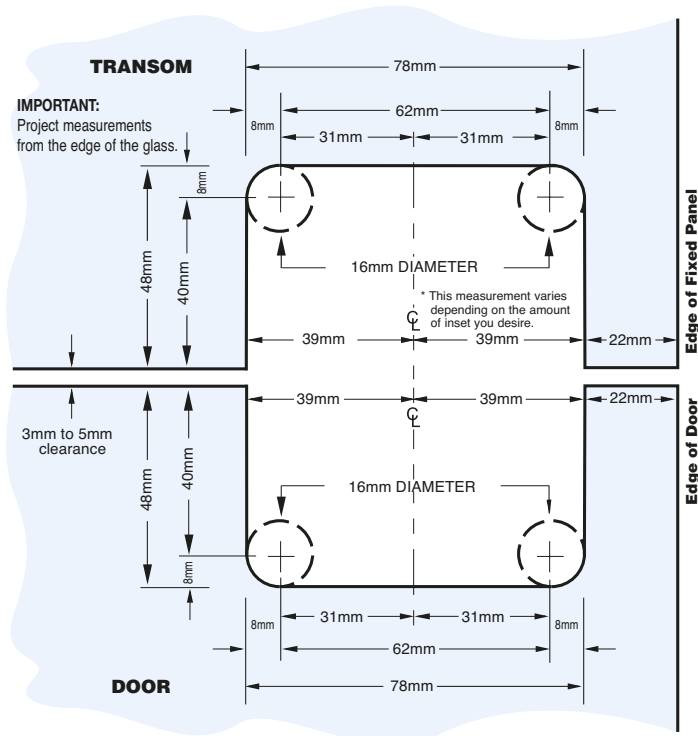 TRANSOM
78mm
IMPORTANT:
Project measurements
from the edge of the glass.
62mm
8mm
8mm
31mm
31mm
8mm
48mm
40mm
16mm DIAMETER
* This measurement varies
depending on the amount
of inset you desire.
CL
39mm
39mm
22mm
Edge of Fixed Panel
39mm
39mm
22mm
CL
3mm to 5mm
clearance
48mm
40mm
16mm DIAMETER
Edge of Door
8mm
31mm
31mm
8mm
8mm
62mm
DOOR
78mm